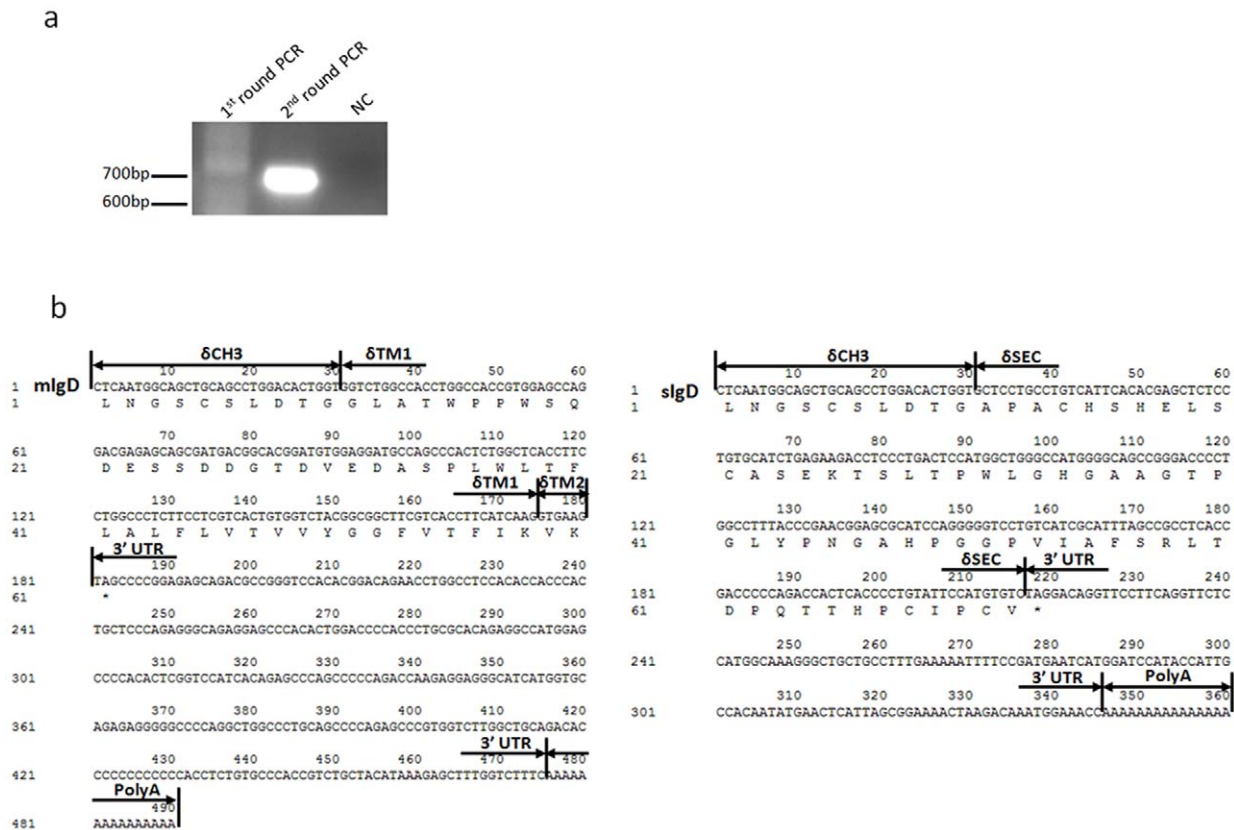 a
1st round PCR
2nd round PCR
NC
700bp
600bp
b
mIgD
δCH3 δTM1
10 20 30 40 50 60
1 CTCAATGGCAGCTGCAGCCTGGACACTGGTGGTCTGGCCACCTGGCCACCGTGGAGCCAG
1 L N G S C S L D T G G L A T W P P W S Q
70 80 90 100 110 120
61 GACGAGAGCAGCGATGACGGCACGGATGTGGAGGATGCCAGCCCACTCTGGCTCACCTTC
21 D E S S D D G T D V E D A S P L W L T F
δTM1 δTM2
130 140 150 160 170 180
121 CTGGCCCTCTTCCTCGTCACTGTGGTCTACGGCGGCTTCGTCACCTTCATCAAGGTGAAG
41 L A L F L V T V V Y G G F V T F I K V K
3' UTR
190 200 210 220 230 240
181 TAGCCCCGGAGAGCAGACGCCGGGTCCACACGGACAGAACCTGGCCTCCACACCACCCAC
61 *
250 260 270 280 290 300
241 TGCTCCCAGAGGGCAGAGGAGCCCACACTGGACCCCACCCTGCGCACAGAGGCCATGGAG
310 320 330 340 350 360
301 CCCCACACTCGGTCCATCACAGAGCCCAGCCCCCAGACCAAGAGGAGGGCATCATGGTGC
370 380 390 400 410 420
361 AGAGAGGGGGCCCCAGGCTGGCCCTGCAGCCCCAGAGCCCGTGGTCTTGGCTGCAGACAC
3' UTR
430 440 450 460 470 480
421 CCCCCCCCCCCACCTCTGTGCCCACCGTCTGCTACATAAAGAGCTTTGGTCTTTCAAAAA
PolyA
490
481 AAAAAAAAAA
sIgD
δCH3 δSEC
10 20 30 40 50 60
1 CTCAATGGCAGCTGCAGCCTGGACACTGGTGCTCCTGCCTGTCATTCACACGAGCTCTCC
1 L N G S C S L D T G A P A C H S H E L S
70 80 90 100 110 120
61 TGTGCATCTGAGAAGACCTCCCTGACTCCATGGCTGGGCCATGGGGCAGCCGGGACCCCT
21 C A S E K T S L T P W L G H G A A G T P
130 140 150 160 170 180
121 GGCCTTTACCCGAACGGAGCGCATCCAGGGGGTCCTGTCATCGCATTTAGCCGCCTCACC
41 G L Y P N G A H P G G P V I A F S R L T
δSEC 3' UTR
190 200 210 220 230 240
181 GACCCCCAGACCACTCACCCCTGTATTCCATGTGTCTAGGACAGGTTCCTTCAGGTTCTC
61 D P Q T T H P C I P C V *
250 260 270 280 290 300
241 CATGGCAAAGGGCTGCTGCCTTTGAAAAATTTTCCGATGAATCATGGATCCATACCATTG
3' UTR PolyA
310 320 330 340 350 360
301 CCACAATATGAACTCATTAGCGGAAAACTAAGACAAATGGAAACCAAAAAAAAAAAAAAA